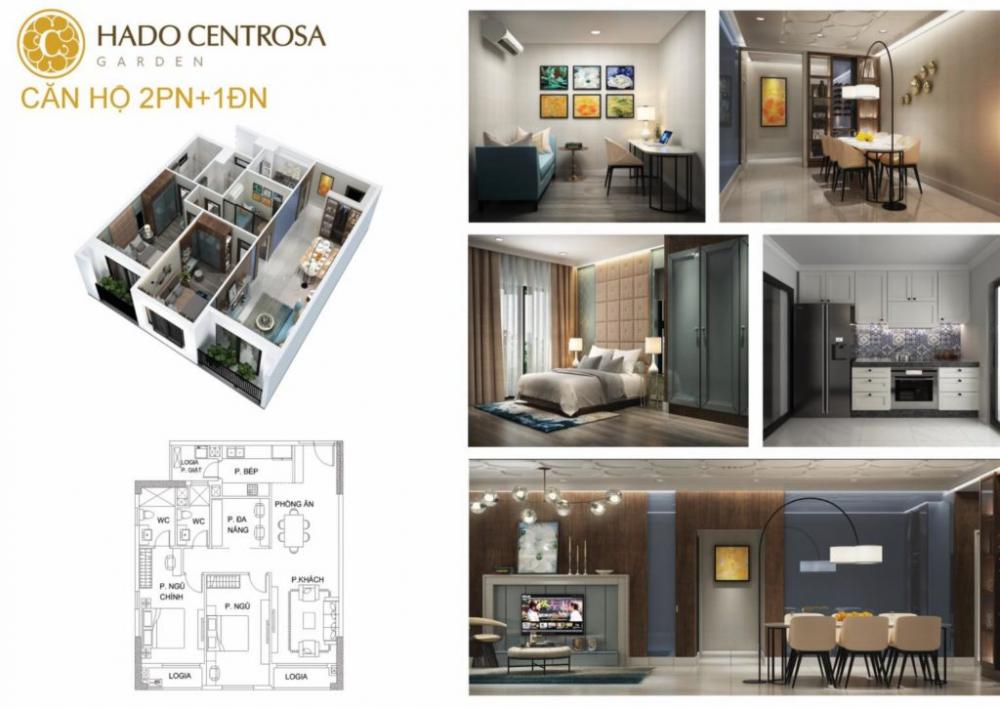 HADO CENTROSA
GARDEN
CĂN HỘ 2PN+1ĐN
LOGIA
P. GIẶT
P. BẾP
WC
WC
P. ĐA
NĂNG
PHÒNG ĂN
P. NGỦ
CHÍNH
P. NGỦ
P.KHÁCH
LOGIA
LOGIA